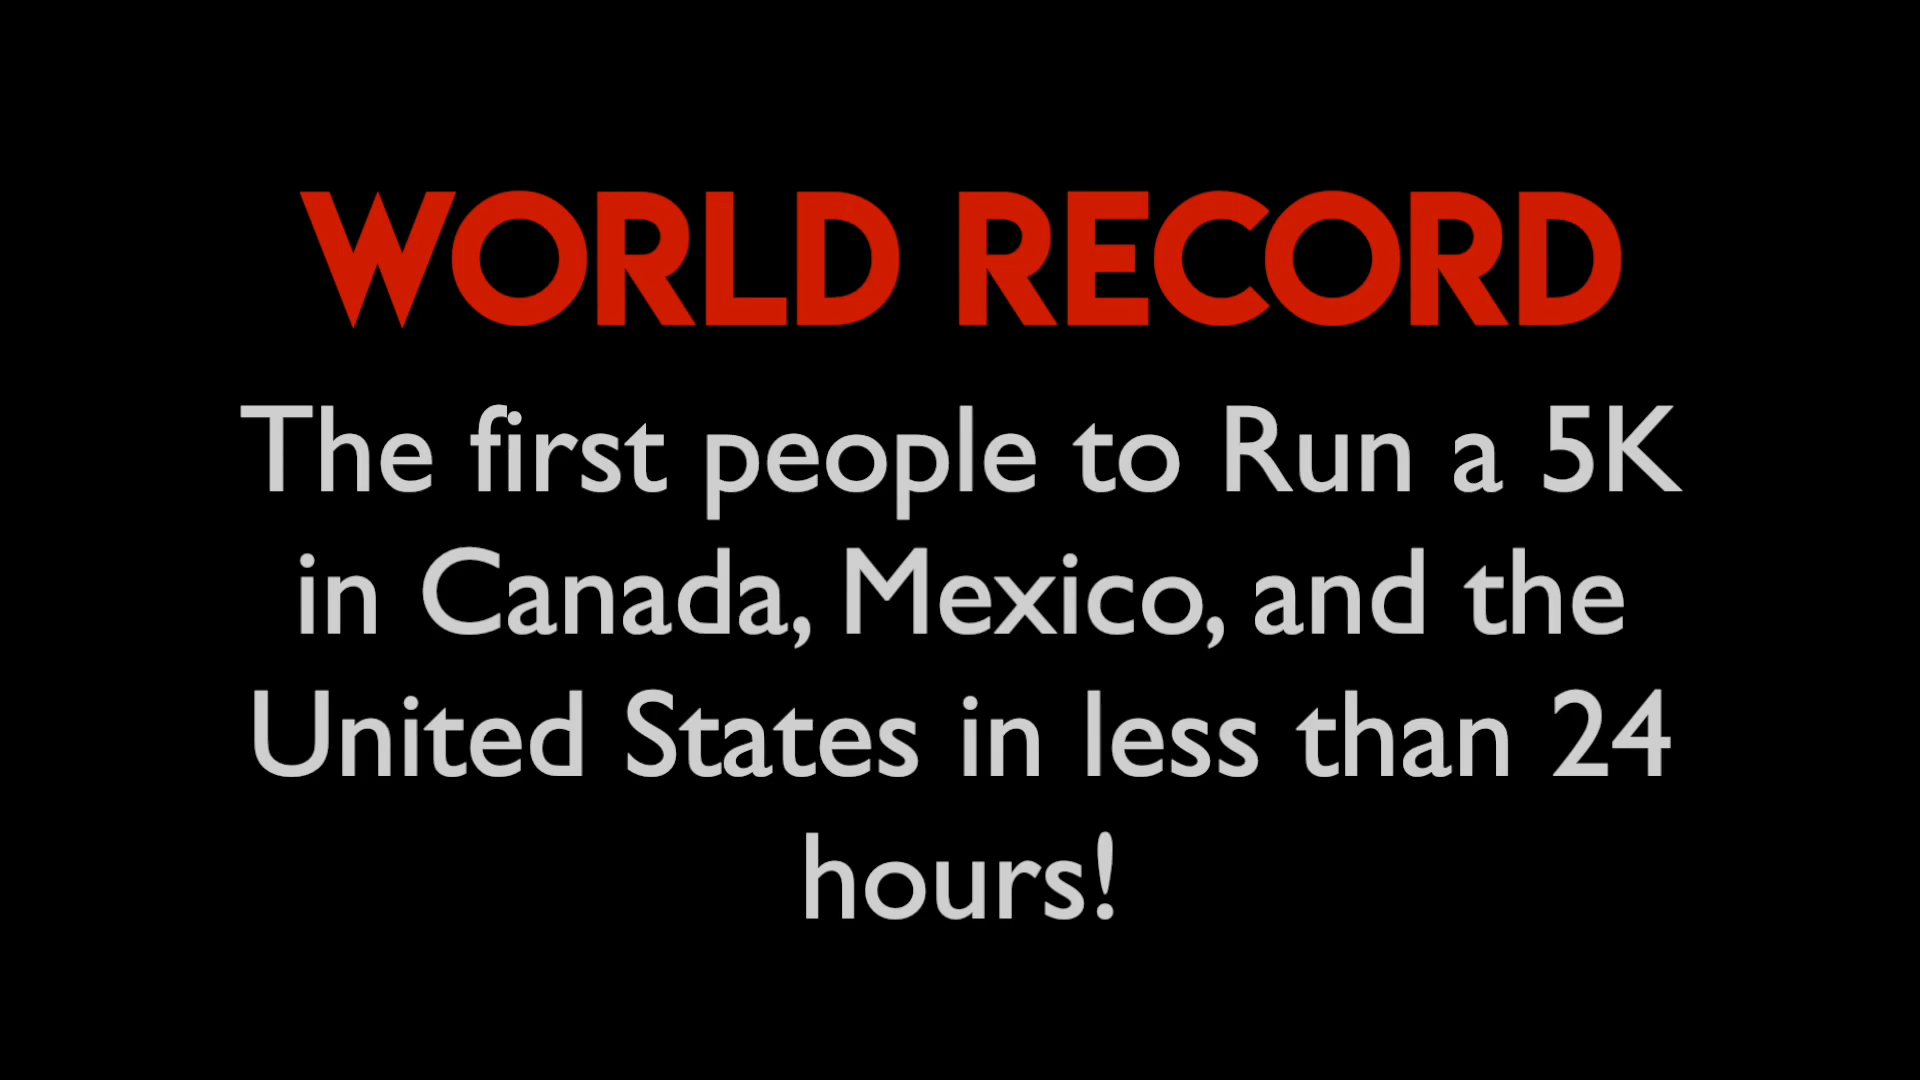 WORLD RECORD
The first people to Run a 5K
in Canada, Mexico, and the
United States in less than 24
hours!